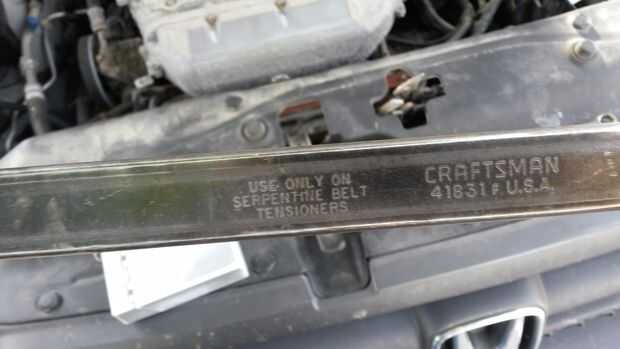 USE ONLY ON
SERPENTINE BELT
TENSIONERS
CRAFTSMAN
41831 F U.S.A.